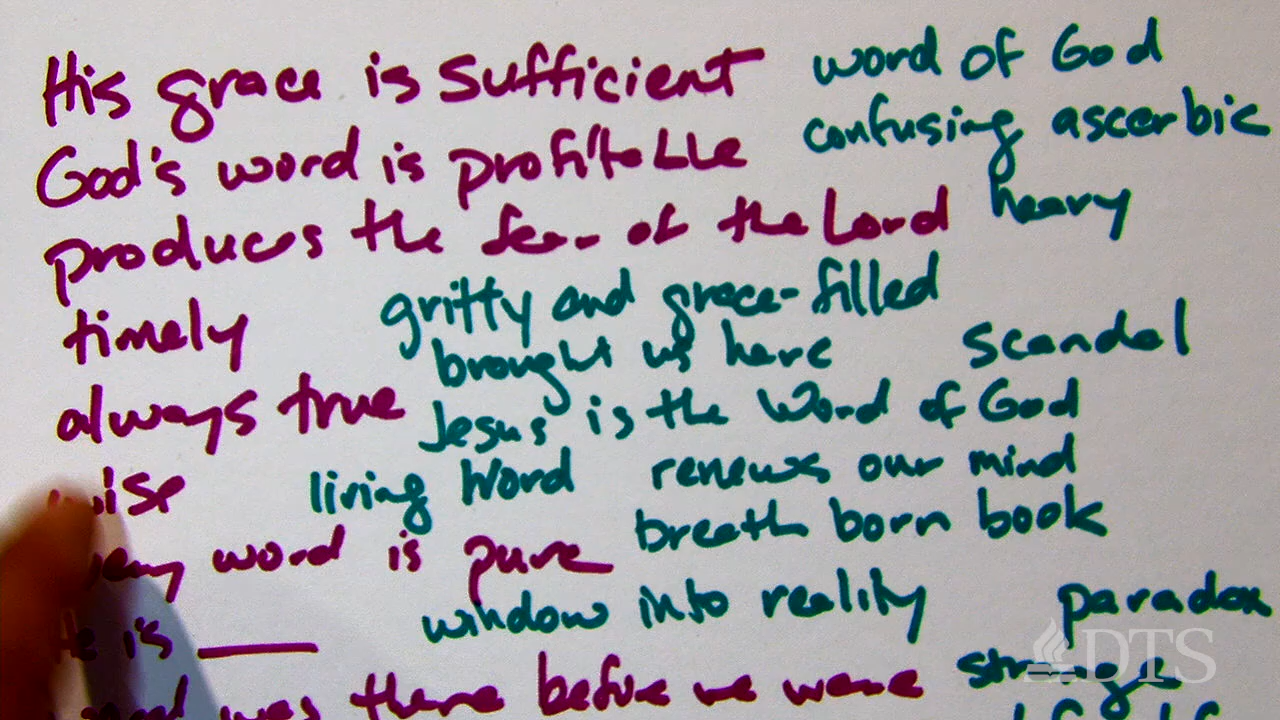 His grace is sufficient word of God
God's word is profitable confusing ascerbic
produces the fear of the Lord heavy
timely gritty and grace-filled
brought us here scandal
always true Jesus is the Word of God
wise living Word renews our mind
word is pure breath born book
window into reality paradox
is ____
was there before we were strange
DTS